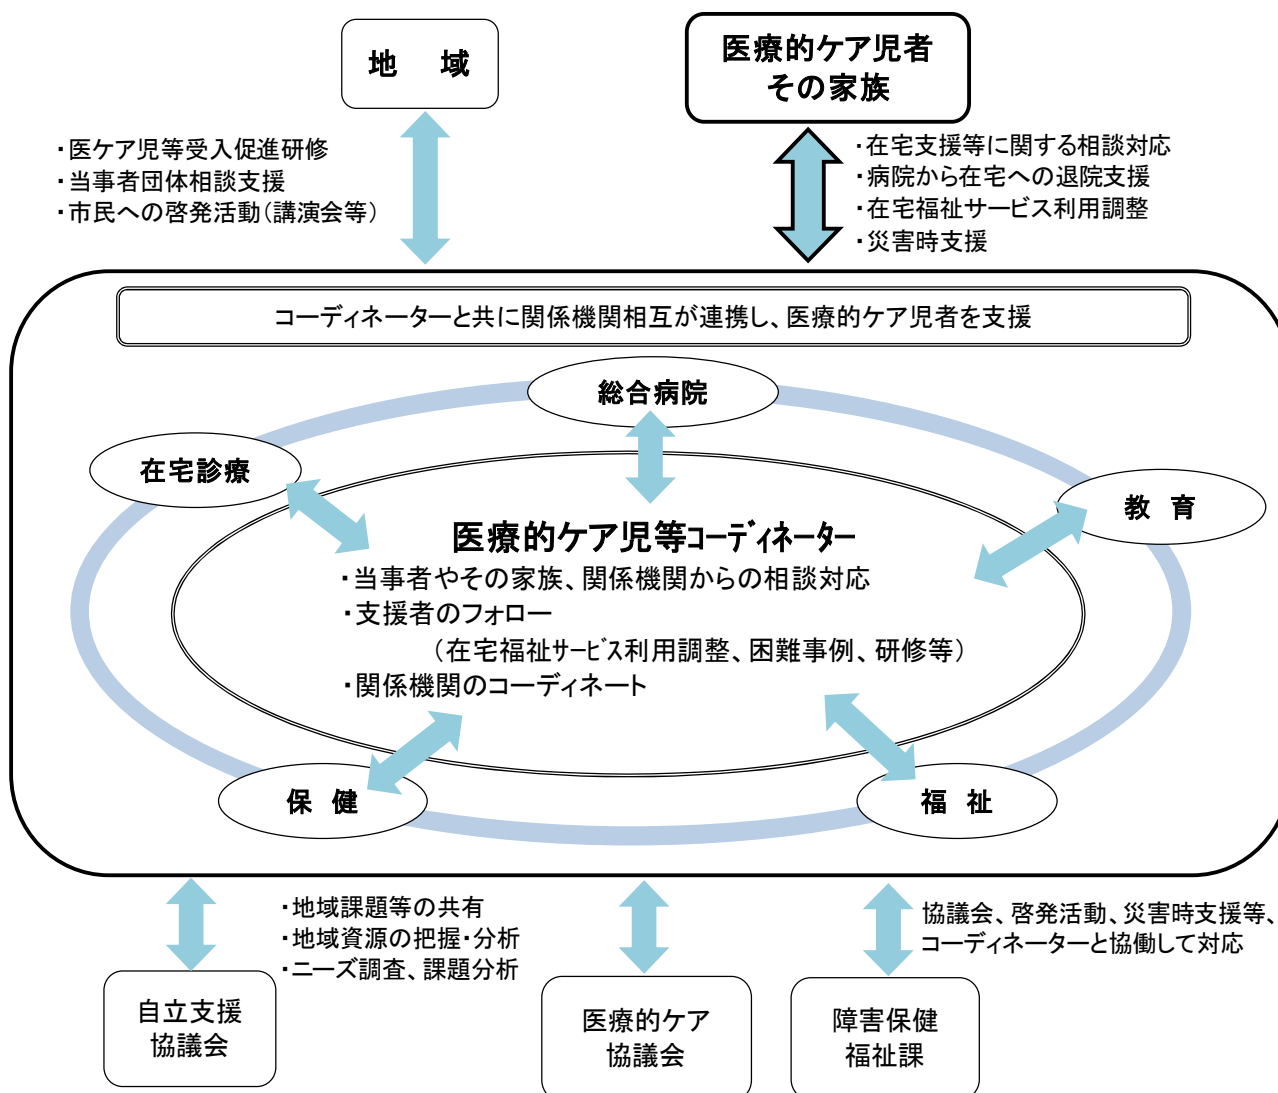 地　域
医療的ケア児者
その家族
・医ケア児等受入促進研修
・当事者団体相談支援
・市民への啓発活動（講演会等）
・在宅支援等に関する相談対応
・病院から在宅への退院支援
・在宅福祉サービス利用調整
・災害時支援
コーディネーターと共に関係機関相互が連携し、医療的ケア児者を支援
総合病院
在宅診療
教　育
医療的ケア児等ｺｰﾃﾞｨﾈｰﾀｰ
・当事者やその家族、関係機関からの相談対応
・支援者のフォロー
（在宅福祉ｻｰﾋﾞｽ利用調整、困難事例、研修等）
・関係機関のコーディネート
保　健
福　祉
・地域課題等の共有
・地域資源の把握・分析
・ニーズ調査、課題分析
協議会、啓発活動、災害時支援等、
コーディネーターと協働して対応
自立支援
協議会
医療的ケア
協議会
障害保健
福祉課